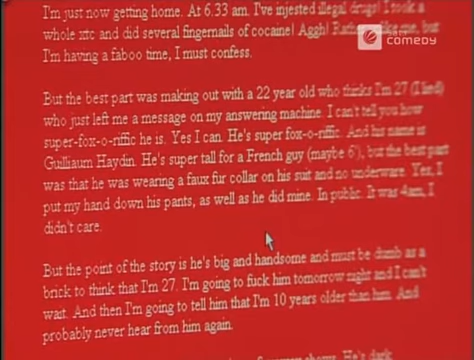 I'm just now getting home. At 6.33 am. I've injested illegal drugs! I took a
whole xtc and did several fingernails of cocaine! Aggh! like me, but
I'm having a faboo time, I must confess.
comedy
But the best part was making out with a 22 year old who thinks I'm 27 (I lied)
who just left me a message on my answering machine. I can't tell you how
super-fox-o-riffic he is. Yes I can. He's super fox-o-riffic. And his name is
Guilliaum Haydin. He's super tall for a French guy (maybe 6'), but the best part
was that he was wearing a faux fur collar on his suit and no underware. Yes, I
put my hand down his pants, as well as he did mine. In public. It was 4am, I
didn't care.
But the point of the story is he's big and handsome and must be dumb as a
brick to think that I'm 27. I'm going to fuck him tomorrow night and I can't
wait. And then I'm going to tell him that I'm 10 years older than him. And
probably never hear from him again.
He's dark